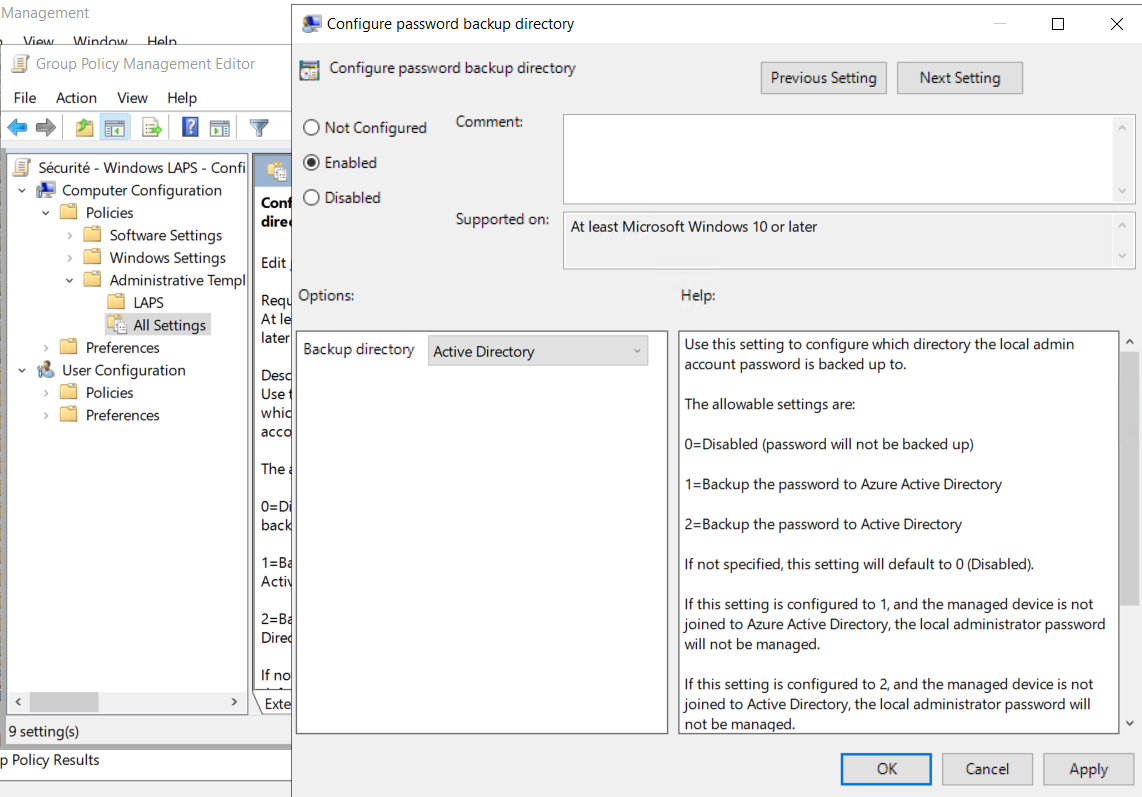 Management
View Window Help
Group Policy Management Editor
File Action View Help
Sécurité - Windows LAPS - Confi
Computer Configuration
Policies
Software Settings
Windows Settings
Administrative Templ
LAPS
All Settings
Preferences
User Configuration
Policies
Preferences
9 setting(s)
p Policy Results
Conf
direc
Edit
Requ
At le
later
Desc
Use t
whic
acco
The a
0=Di
back
1=Ba
Activ
2=Ba
Direc
If no
Exte
Configure password backup directory
Configure password backup directory
Previous Setting
Next Setting
Not Configured
Enabled
Disabled
Comment:
Supported on:
At least Microsoft Windows 10 or later
Options:
Help:
Backup directory
Active Directory
Use this setting to configure which directory the local admin
account password is backed up to.
The allowable settings are:
0=Disabled (password will not be backed up)
1=Backup the password to Azure Active Directory
2=Backup the password to Active Directory
If not specified, this setting will default to 0 (Disabled).
If this setting is configured to 1, and the managed device is not
joined to Azure Active Directory, the local administrator password
will not be managed.
If this setting is configured to 2, and the managed device is not
joined to Active Directory, the local administrator password will
not be managed.
OK
Cancel
Apply